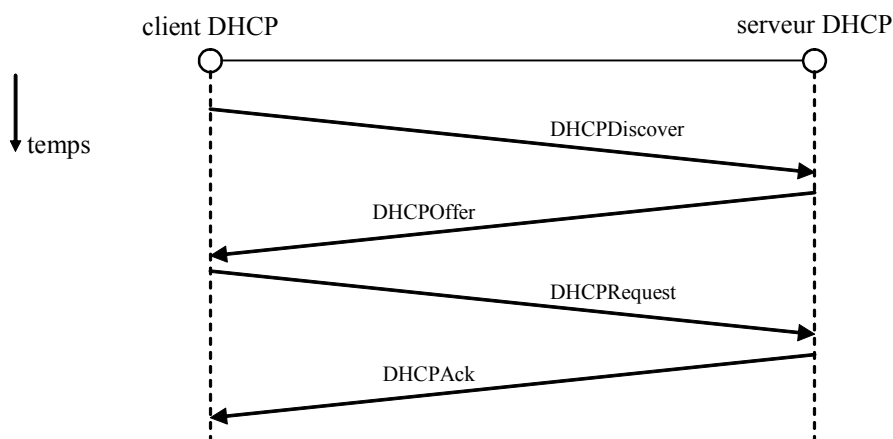 client DHCP
serveur DHCP
temps
DHCPDiscover
DHCPOffer
DHCPRequest
DHCPAck